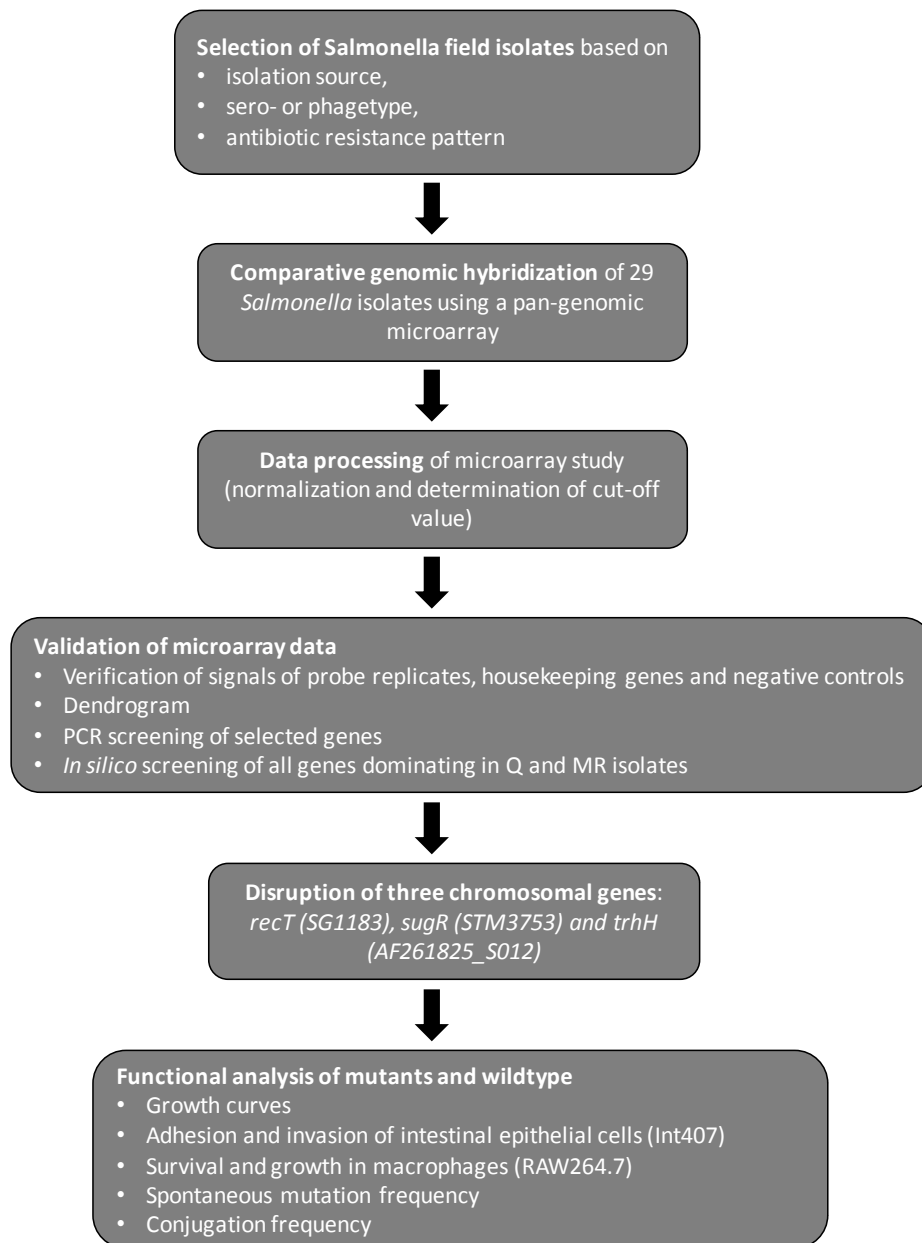 Selection of Salmonella field isolates based on
• isolation source,
• sero- or phagetype,
• antibiotic resistance pattern
Comparative genomic hybridization of 29
Salmonella isolates using a pan-genomic
microarray
Data processing of microarray study
(normalization and determination of cut-off
value)
Validation of microarray data
• Verification of signals of probe replicates, housekeeping genes and negative controls
• Dendrogram
• PCR screening of selected genes
• In silico screening of all genes dominating in Q and MR isolates
Disruption of three chromosomal genes:
recT (SG1183), sugR (STM3753) and trhH
(AF261825_S012)
Functional analysis of mutants and wildtype
• Growth curves
• Adhesion and invasion of intestinal epithelial cells (Int407)
• Survival and growth in macrophages (RAW264.7)
• Spontaneous mutation frequency
• Conjugation frequency